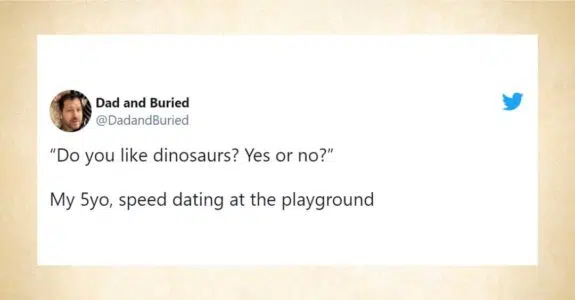 Dad and Buried
@DadandBuried
“Do you like dinosaurs? Yes or no?”
My 5yo, speed dating at the playground